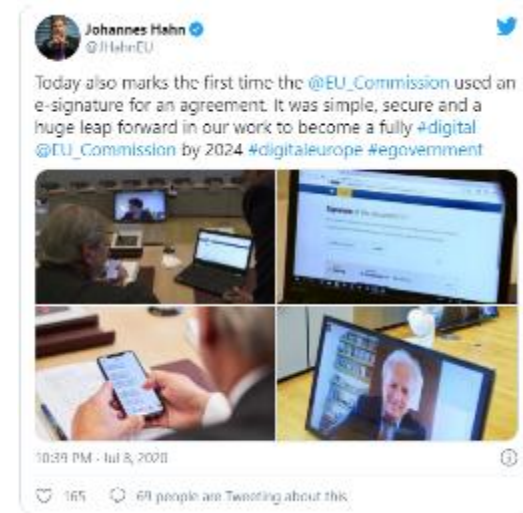 Johannes Hahn
@JHahnEU
Today also marks the first time the @EU_Commission used an
e-signature for an agreement. It was simple, secure and a
huge leap forward in our work to become a fully #digital
@EU_Commission by 2024 #digitaleurope #egovernment
10:39 PM · Jul 8, 2020
165 69 people are Tweeting about this